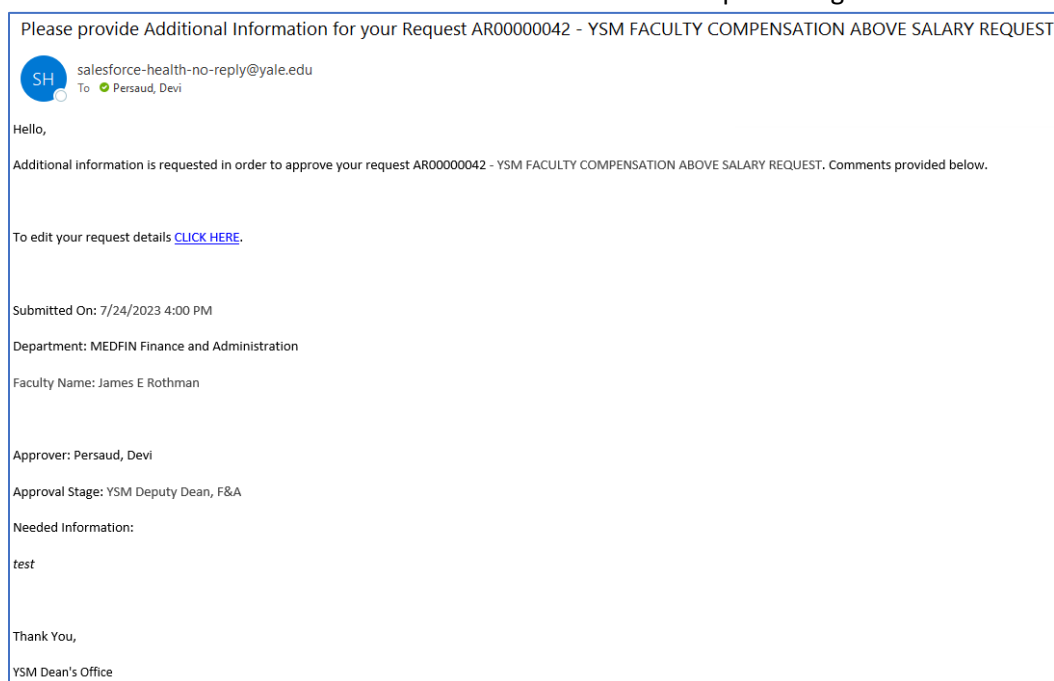 Please provide Additional Information for your Request AR00000042 - YSM FACULTY COMPENSATION ABOVE SALARY REQUEST
SH
salesforce-health-no-reply@yale.edu
To Persaud, Devi
Hello,
Additional information is requested in order to approve your request AR00000042 - YSM FACULTY COMPENSATION ABOVE SALARY REQUEST. Comments provided below.
To edit your request details CLICK HERE.
Submitted On: 7/24/2023 4:00 PM
Department: MEDFIN Finance and Administration
Faculty Name: James E Rothman
Approver: Persaud, Devi
Approval Stage: YSM Deputy Dean, F&A
Needed Information:
test
Thank You,
YSM Dean's Office